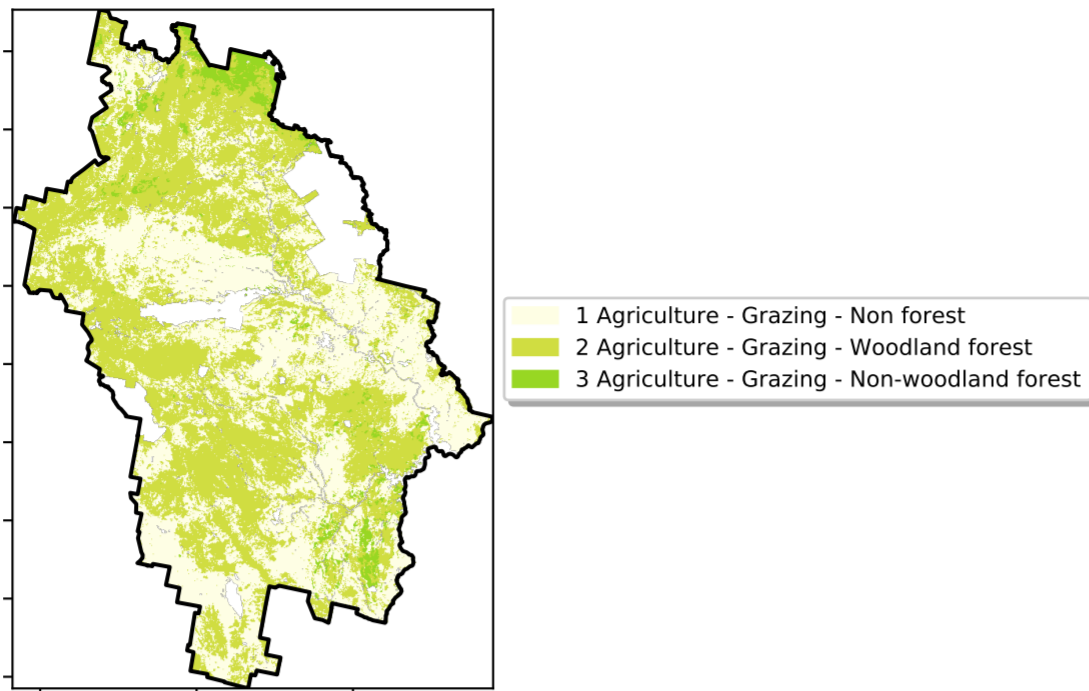 1 Agriculture - Grazing - Non forest
2 Agriculture - Grazing - Woodland forest
3 Agriculture - Grazing - Non-woodland forest